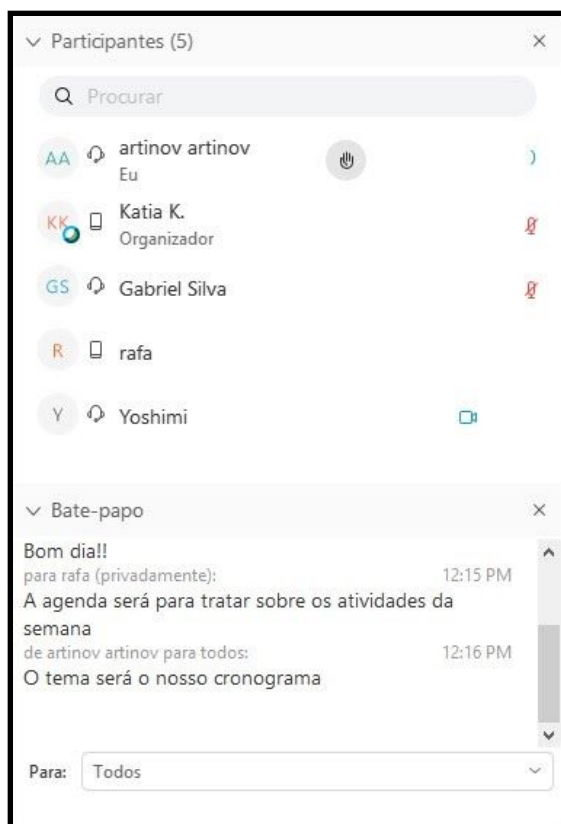 Participantes (5)
Procurar
AA artinov artinov
Eu
KK Katia K.
Organizador
GS Gabriel Silva
R rafa
Y Yoshimi
Bate-papo
Bom dia!!
para rafa (privadamente): 12:15 PM
A agenda será para tratar sobre os atividades da
semana
de artinov artinov para todos: 12:16 PM
O tema será o nosso cronograma
Para: Todos